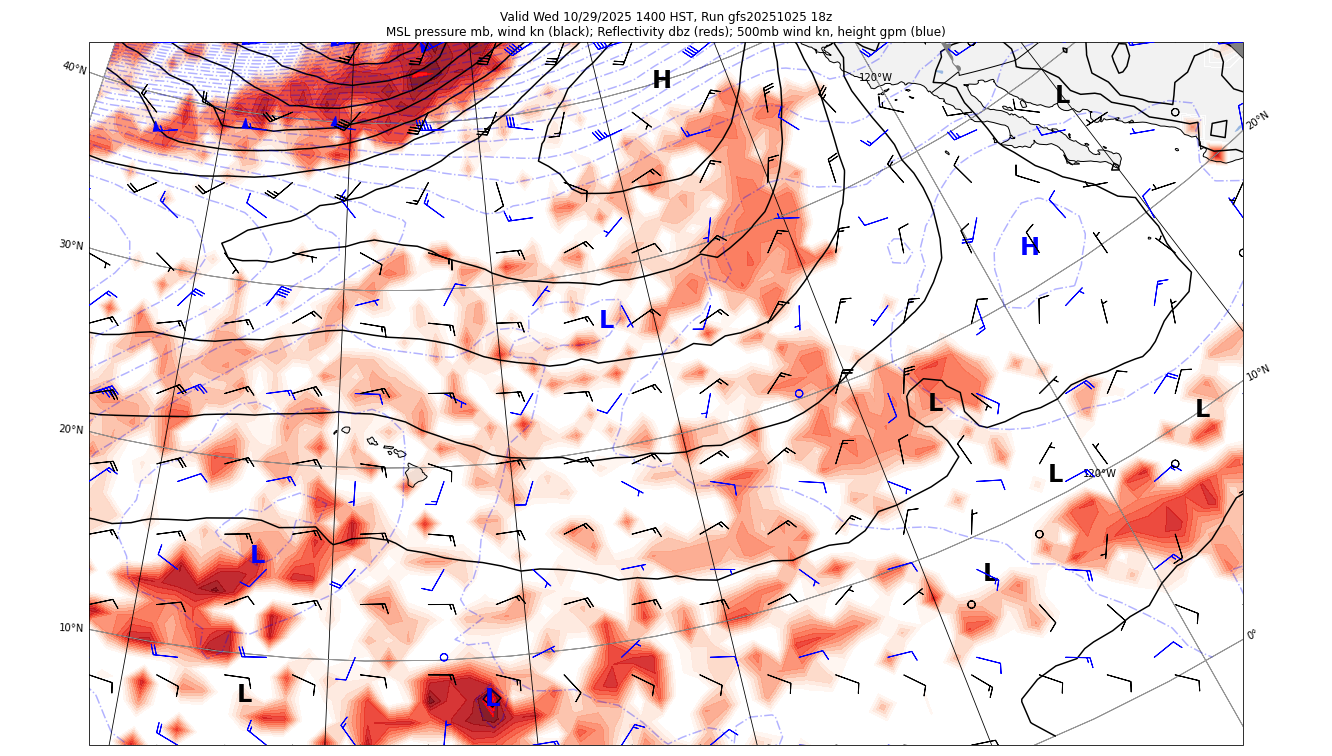 Valid Wed 10/29/2025 1400 HST, Run gfs20251025 18z
MSL pressure mb, wind kn (black); Reflectivity dbz (reds); 500mb wind kn, height gpm (blue)
40°N
H
120°W
L
20°N
30°N
H
L
10°N
L
L
20°N
L
120°W
L
L
10°N
0°
L
L